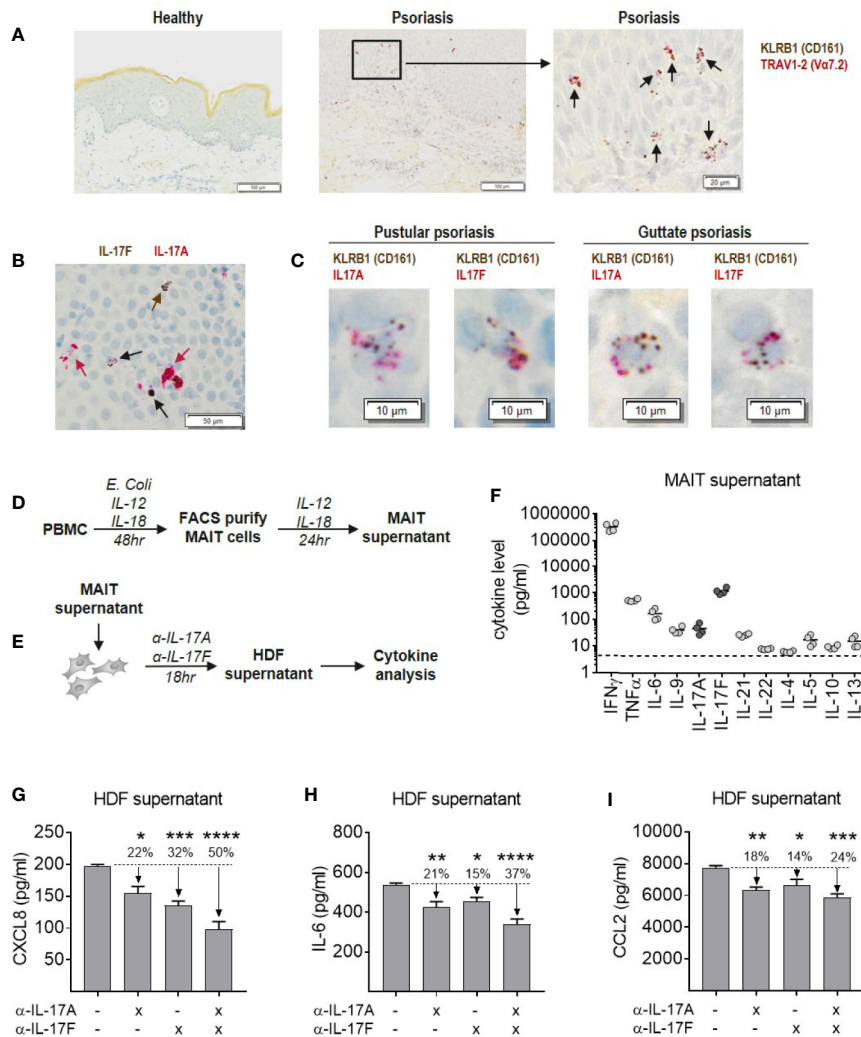 A
Healthy
Psoriasis
Psoriasis
KLRB1 (CD161)
TRAV1-2 (Vα7.2)
100 µm
100 µm
20 µm
B
IL-17F IL-17A
50 µm
C
Pustular psoriasis
Guttate psoriasis
KLRB1 (CD161)
IL17A
KLRB1 (CD161)
IL17F
KLRB1 (CD161)
IL17A
KLRB1 (CD161)
IL17F
10 µm
10 µm
10 µm
10 µm
D
PBMC
E. Coli
IL-12
IL-18
48hr
FACS purify
MAIT cells
IL-12
IL-18
24hr
MAIT
supernatant
E
MAIT
supernatant
α-IL-17A
α-IL-17F
18hr
HDF
supernatant
Cytokine
analysis
F
MAIT supernatant
cytokine level
(pg/ml)
1000000
100000
10000
1000
100
10
1
IFNγ
TNFα
IL-6
IL-9
IL-17A
IL-17F
IL-21
IL-22
IL-4
IL-5
IL-10
IL-13
G
HDF supernatant
CXCL8
(pg/ml)
250
200
150
100
50
* *** ****
22% 32% 50%
α-IL-17A - x - x
α-IL-17F - - x x
H
HDF supernatant
IL-6
(pg/ml)
800
600
400
200
** * ****
21% 15% 37%
- x - x
- - x x
I
HDF supernatant
CCL2
(pg/ml)
10000
8000
6000
4000
2000
0
** * ***
18% 14% 24%
α-IL-17A - x - x
α-IL-17F - - x x